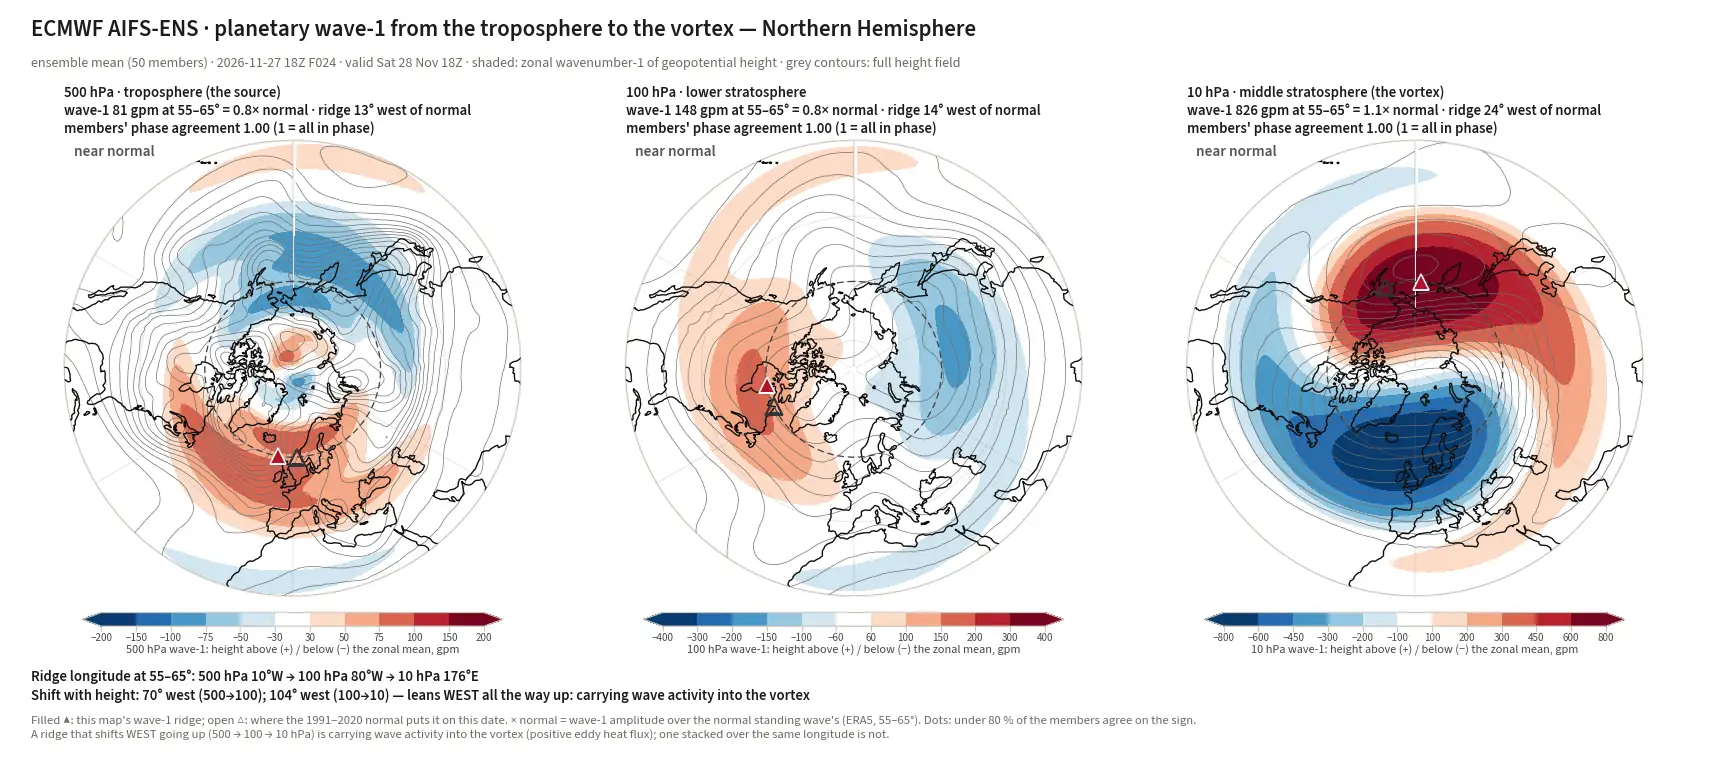 ECMWF AIFS-ENS · planetary wave-1 from the troposphere to the vortex — Northern Hemisphere
ensemble mean (50 members) · 2026-11-27 18Z F024 · valid Sat 28 Nov 18Z · shaded: zonal wavenumber-1 of geopotential height · grey contours: full height field
500 hPa · troposphere (the source)
wave-1 81 gpm at 55–65° = 0.8× normal · ridge 13° west of normal
members' phase agreement 1.00 (1 = all in phase)
near normal
100 hPa · lower stratosphere
wave-1 148 gpm at 55–65° = 0.8× normal · ridge 14° west of normal
members' phase agreement 1.00 (1 = all in phase)
near normal
10 hPa · middle stratosphere (the vortex)
wave-1 826 gpm at 55–65° = 1.1× normal · ridge 24° west of normal
members' phase agreement 1.00 (1 = all in phase)
near normal
−200 −150 −100 −75 −50 −30 30 50 75 100 150 200
500 hPa wave-1: height above (+) / below (−) the zonal mean, gpm
−400 −300 −200 −150 −100 −60 60 100 150 200 300 400
100 hPa wave-1: height above (+) / below (−) the zonal mean, gpm
−800 −600 −450 −300 −200 −100 100 200 300 450 600 800
10 hPa wave-1: height above (+) / below (−) the zonal mean, gpm
Ridge longitude at 55–65°: 500 hPa 10°W → 100 hPa 80°W → 10 hPa 176°E
Shift with height: 70° west (500→100); 104° west (100→10) — leans WEST all the way up: carrying wave activity into the vortex
Filled ▲: this map's wave-1 ridge; open △: where the 1991–2020 normal puts it on this date. × normal = wave-1 amplitude over the normal standing wave's (ERA5, 55–65°). Dots: under 80 % of the members agree on the sign.
A ridge that shifts WEST going up (500 → 100 → 10 hPa) is carrying wave activity into the vortex (positive eddy heat flux); one stacked over the same longitude is not.